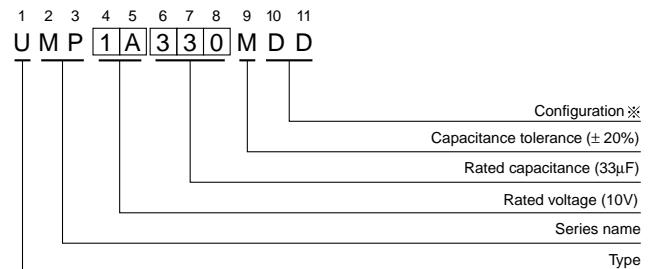 1 2 3 4 5 6 7 8 9 10 11
U M P 1 A 3 3 0 M D D
Configuration ※
Capacitance tolerance (± 20%)
Rated capacitance (33µF)
Rated voltage (10V)
Series name
Type